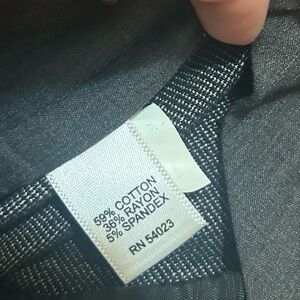 59% COTTON
36% RAYON
5% SPANDEX
RN 54023